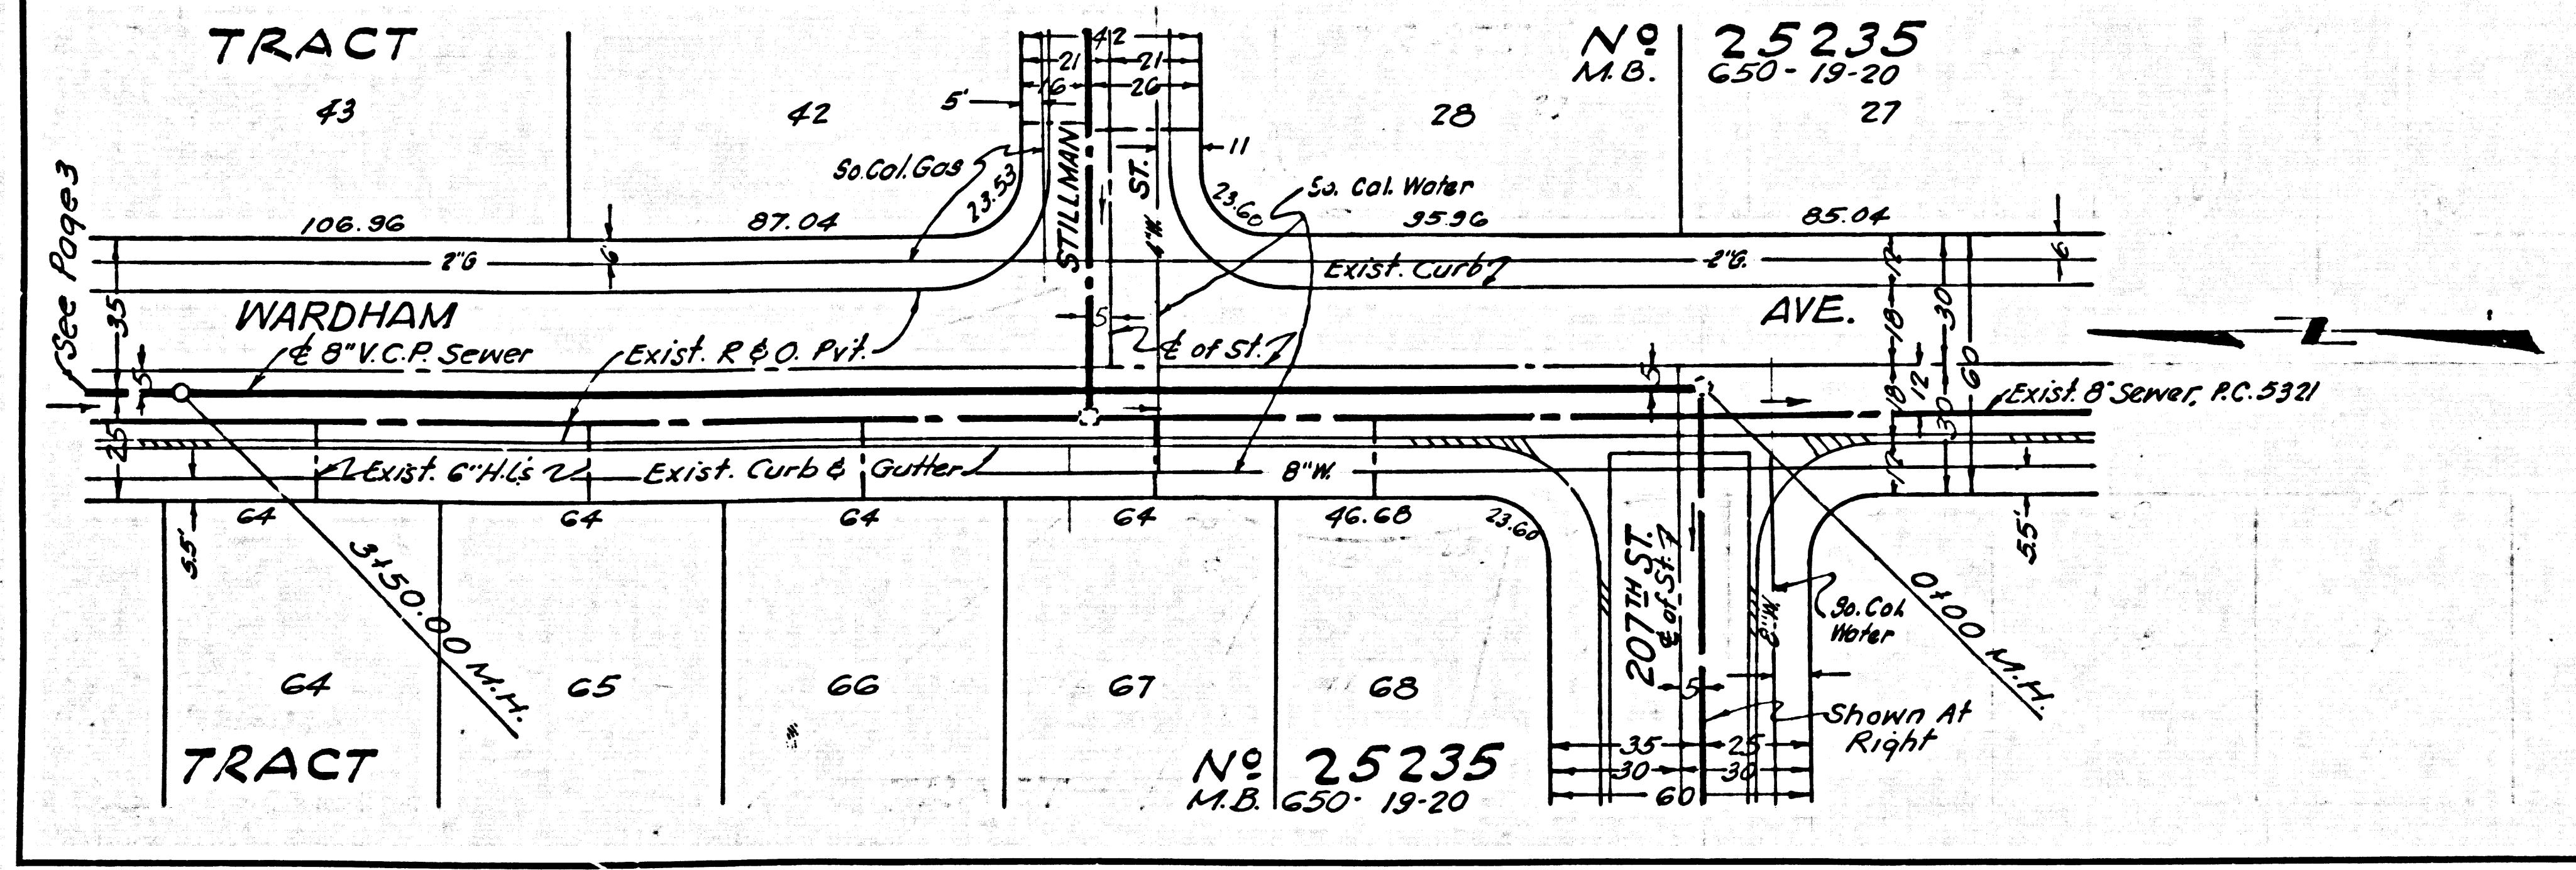 TRACT
Nº 25235
M.B. 650-19-20
43
42
28
27
42
21 21
16 26
5'
11
So. Cal. Gas
STILLMAN ST.
4"W.
23.53
23.60
So. Cal. Water
See Page 3
106.96
87.04
95.96
85.04
6
6
2"G
2"G.
Exist. Curb
35
WARDHAM AVE.
℄ 8" V.C.P. Sewer
Exist. R & O. Pvt.
5
℄ of St.
12
18
30
60
5
5
12
Exist. 8" Sewer, P.C. 5321
18
30
12
25
Exist. 6" H.L's
Exist. Curb & Gutter
8"W.
64
64
64
64
46.68
23.60
5.5'
5.5'
3+50.00 M.H.
207TH ST.
℄ of St.
8"W.
So. Cal. Water
0+00 M.H.
64
65
66
67
68
5
Shown At Right
35 25
30 30
60
TRACT
Nº 25235
M.B. 650-19-20